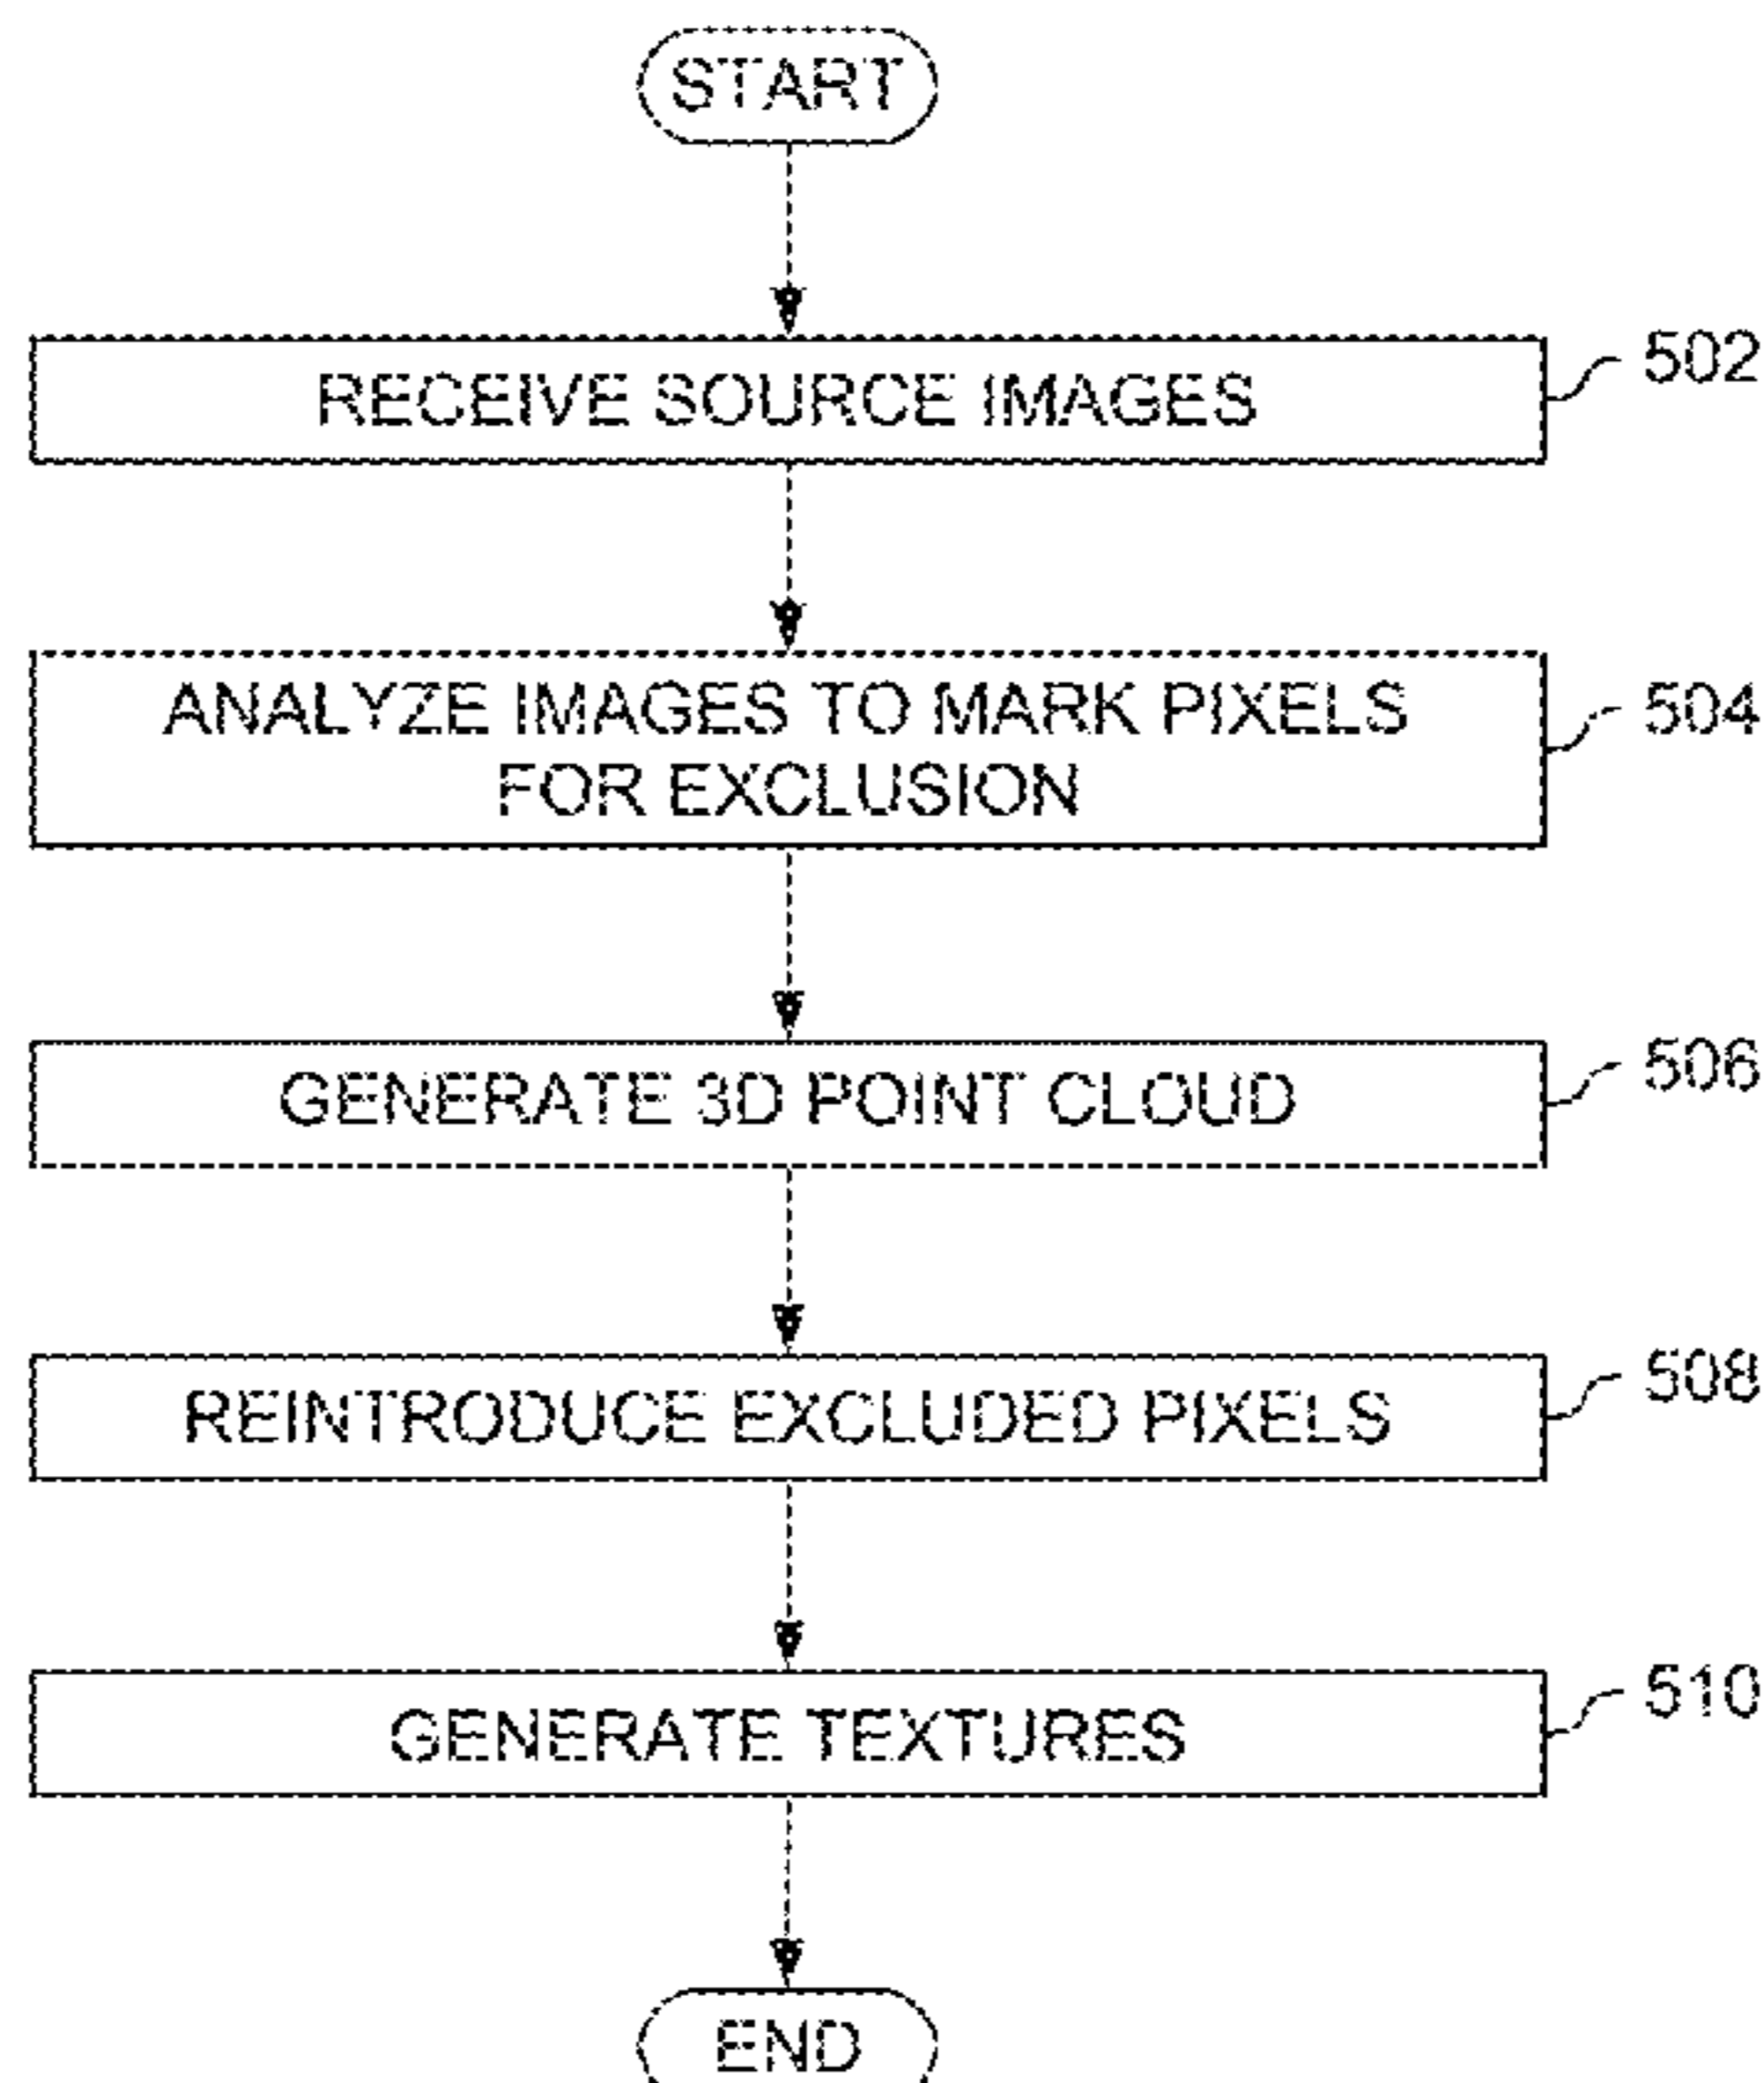 START
RECEIVE SOURCE IMAGES
502
ANALYZE IMAGES TO MARK PIXELS
FOR EXCLUSION
504
GENERATE 3D POINT CLOUD
506
REINTRODUCE EXCLUDED PIXELS
508
GENERATE TEXTURES
510
END